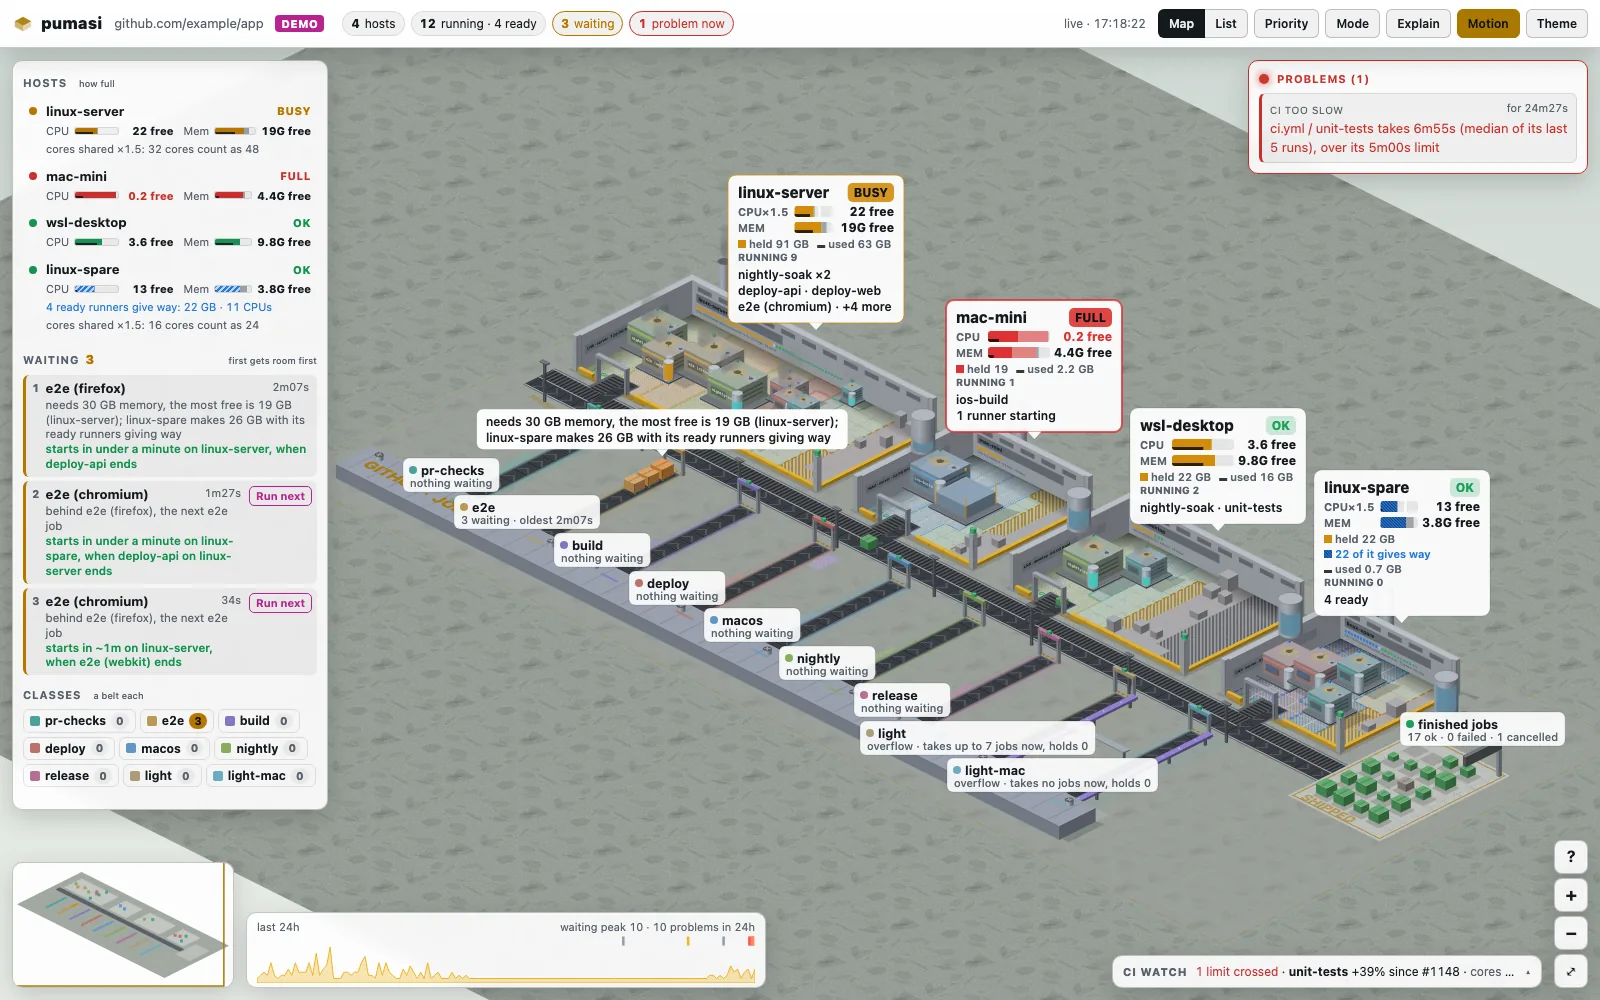 pumasi github.com/example/app DEMO 4 hosts 12 running · 4 ready 3 waiting 1 problem now live · 17:18:22 Map List Priority Mode Explain Motion Theme
HOSTS how full
linux-server BUSY
CPU 22 free Mem 19G free
cores shared ×1.5: 32 cores count as 48
mac-mini FULL
CPU 0.2 free Mem 4.4G free
wsl-desktop OK
CPU 3.6 free Mem 9.8G free
linux-spare OK
CPU 13 free Mem 3.8G free
4 ready runners give way: 22 GB · 11 CPUs
cores shared ×1.5: 16 cores count as 24
WAITING 3 first gets room first
1 e2e (firefox) 2m07s
needs 30 GB memory, the most free is 19 GB
(linux-server); linux-spare makes 26 GB with its
ready runners giving way
starts in under a minute on linux-server, when
deploy-api ends
2 e2e (chromium) 1m27s Run next
behind e2e (firefox), the next e2e
job
starts in under a minute on linux-
spare, when deploy-api on linux-
server ends
3 e2e (chromium) 34s Run next
behind e2e (firefox), the next e2e
job
starts in ~1m on linux-server,
when e2e (webkit) ends
CLASSES a belt each
pr-checks 0 e2e 3 build 0
deploy 0 macos 0 nightly 0
release 0 light 0 light-mac 0
PROBLEMS (1)
CI TOO SLOW for 24m27s
ci.yml / unit-tests takes 6m55s (median of its last
5 runs), over its 5m00s limit
linux-server BUSY
CPU×1.5 22 free
MEM 19G free
held 91 GB used 63 GB
RUNNING 9
nightly-soak ×2
deploy-api · deploy-web
e2e (chromium) · +4 more
mac-mini FULL
CPU 0.2 free
MEM 4.4G free
held 19 used 2.2 GB
RUNNING 1
ios-build
1 runner starting
wsl-desktop OK
CPU 3.6 free
MEM 9.8G free
held 22 GB used 16 GB
RUNNING 2
nightly-soak · unit-tests
linux-spare OK
CPU×1.5 13 free
MEM 3.8G free
held 22 GB
22 of it gives way
used 0.7 GB
RUNNING 0
4 ready
needs 30 GB memory, the most free is 19 GB (linux-server);
linux-spare makes 26 GB with its ready runners giving way
pr-checks
nothing waiting
e2e
3 waiting · oldest 2m07s
build
nothing waiting
deploy
nothing waiting
macos
nothing waiting
nightly
nothing waiting
release
nothing waiting
light
overflow · takes up to 7 jobs now, holds 0
light-mac
overflow · takes no jobs now, holds 0
finished jobs
17 ok · 0 failed · 1 cancelled
SHIPPED
last 24h waiting peak 10 · 10 problems in 24h
?
+
−
CI WATCH 1 limit crossed · unit-tests +39% since #1148 · cores ...